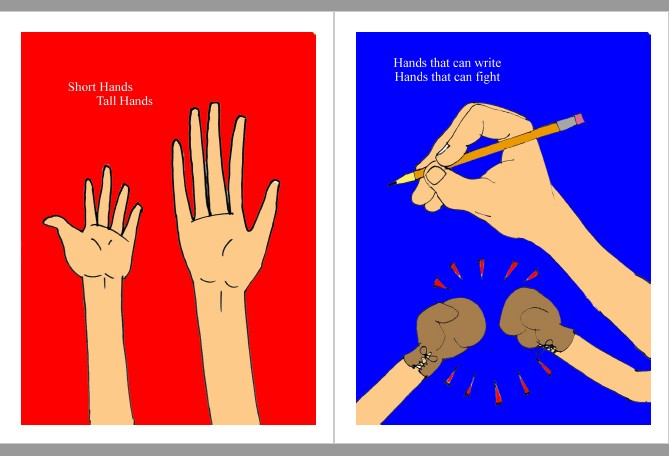 Short Hands
Tall Hands
Hands that can write
Hands that can fight